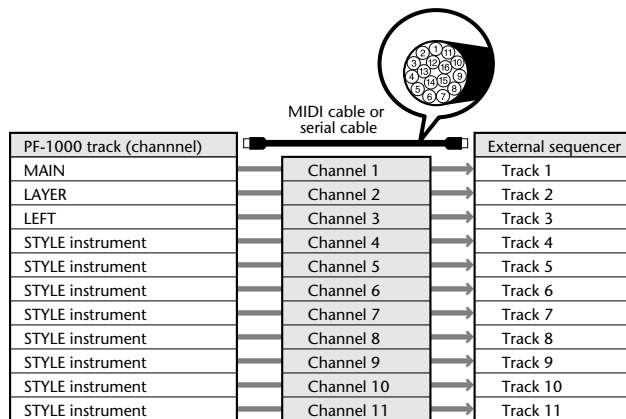 2 1 11
3 12 16 10
4 13 14 15 9
5 6 7 8
MIDI cable or
serial cable
PF-1000 track (channnel)
External sequencer
MAIN Channel 1 Track 1
LAYER Channel 2 Track 2
LEFT Channel 3 Track 3
STYLE instrument Channel 4 Track 4
STYLE instrument Channel 5 Track 5
STYLE instrument Channel 6 Track 6
STYLE instrument Channel 7 Track 7
STYLE instrument Channel 8 Track 8
STYLE instrument Channel 9 Track 9
STYLE instrument Channel 10 Track 10
STYLE instrument Channel 11 Track 11